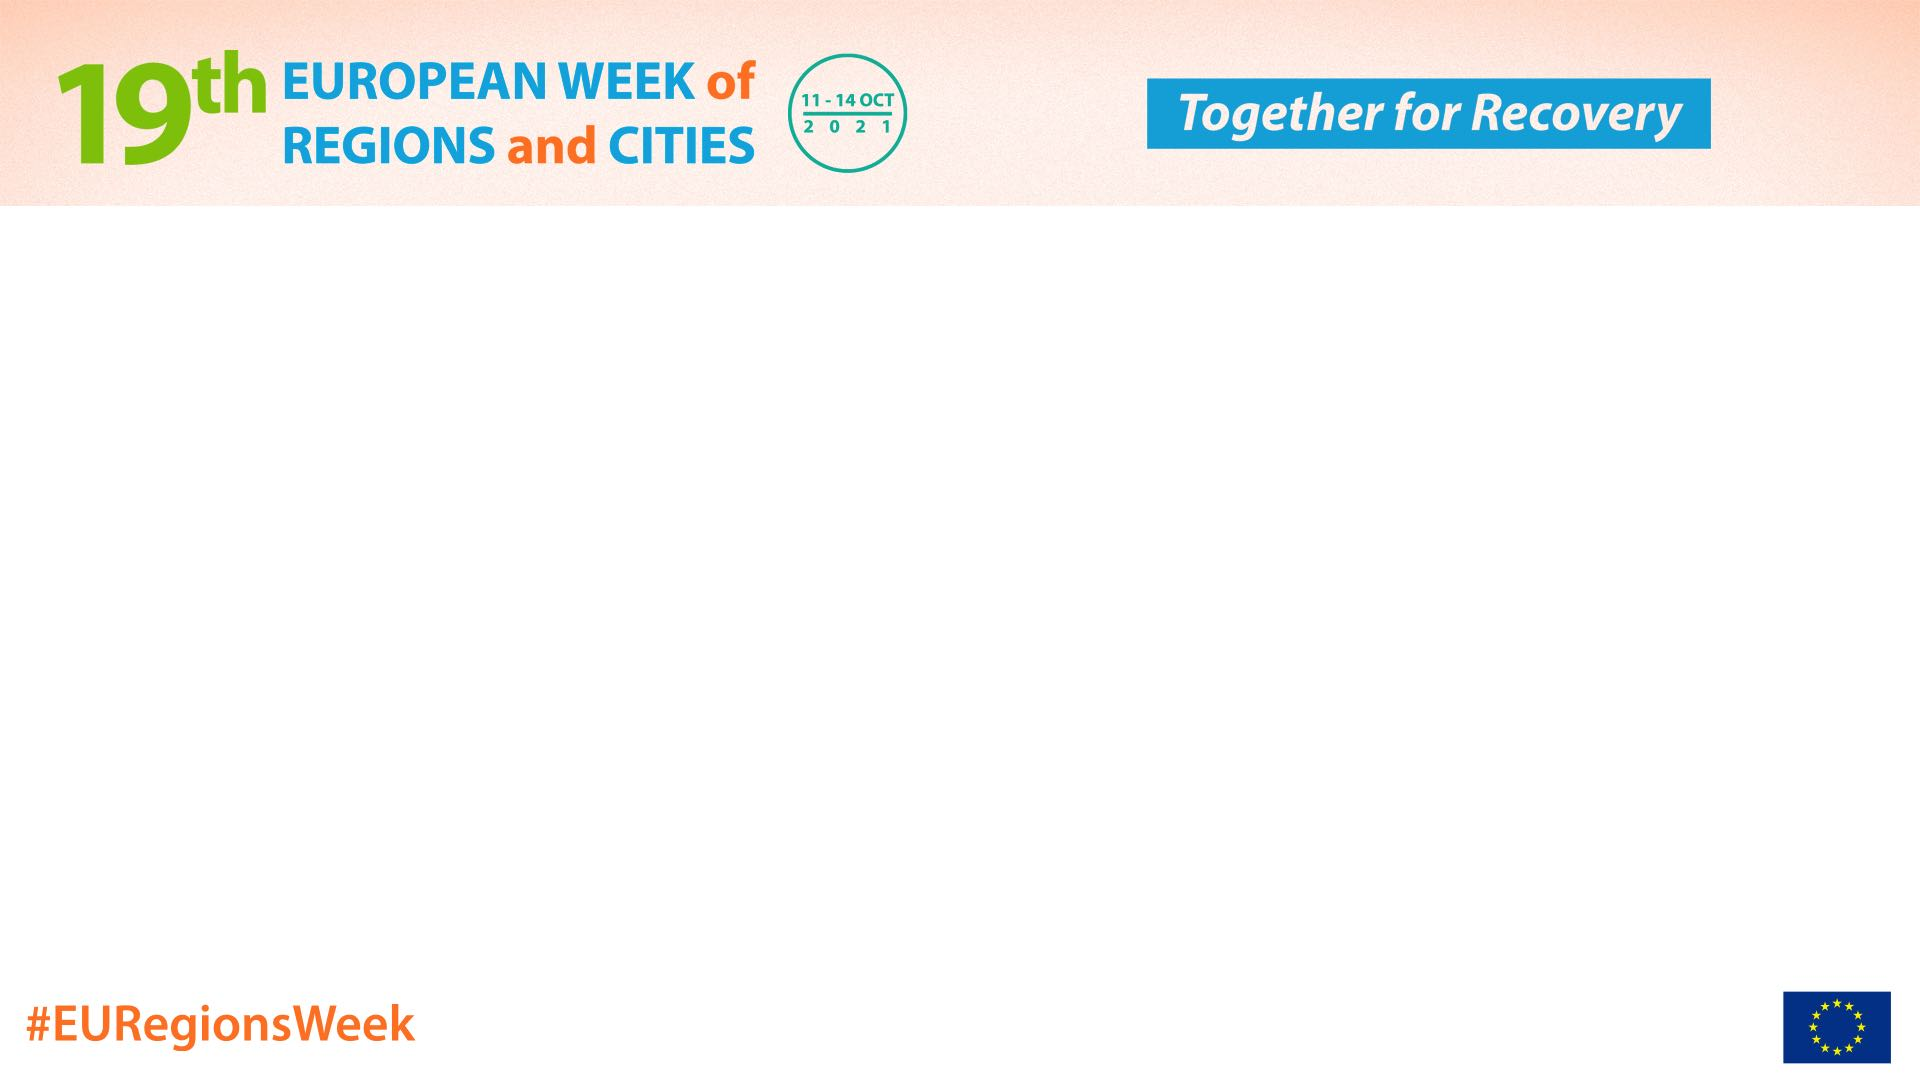 19th EUROPEAN WEEK of
REGIONS and CITIES
11 - 14 OCT
2 0 2 1
Together for Recovery
#EURegionsWeek